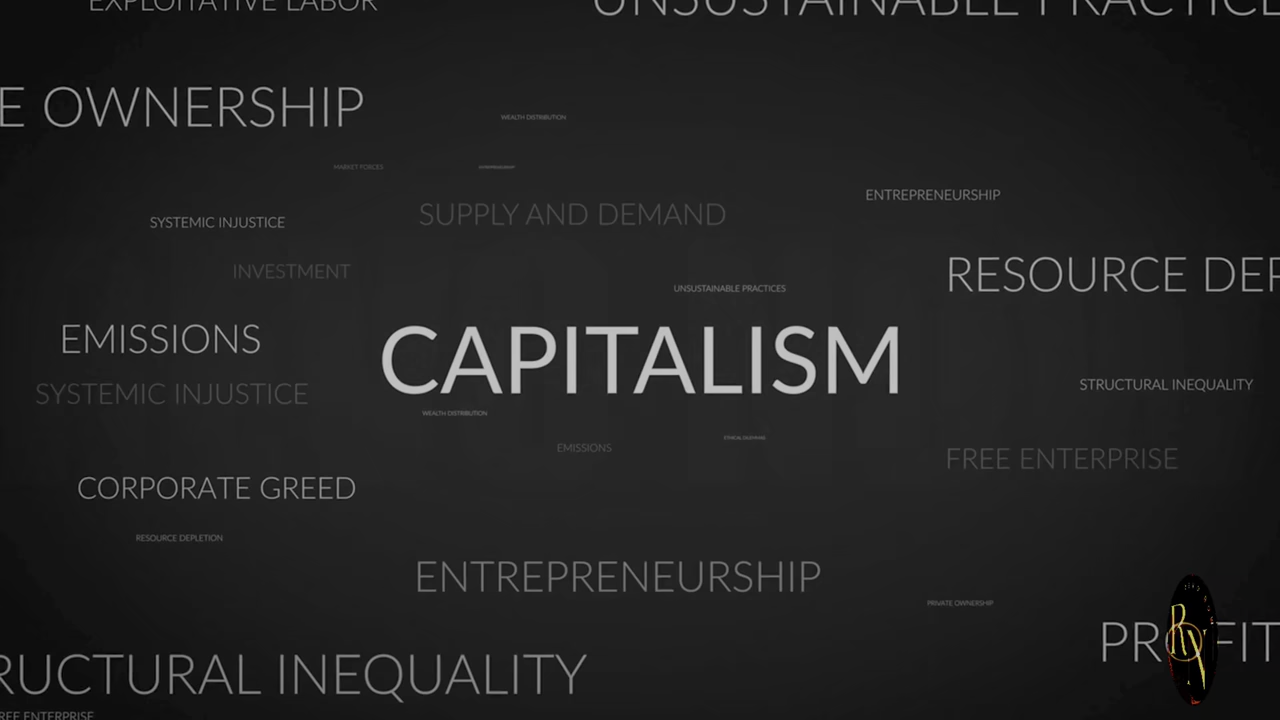 EXPLOITATIVE LABOR
UNSUSTAINABLE PRACTICE
E OWNERSHIP
WEALTH DISTRIBUTION
MARKET FORCES
ENTREPRENEURSHIP
SUPPLY AND DEMAND
SYSTEMIC INJUSTICE
INVESTMENT
UNSUSTAINABLE PRACTICES
RESOURCE DEP
EMISSIONS
CAPITALISM
SYSTEMIC INJUSTICE
STRUCTURAL INEQUALITY
WEALTH DISTRIBUTION
EMISSIONS
FREE ENTERPRISE
CORPORATE GREED
RESOURCE DEPLETION
ENTREPRENEURSHIP
PRIVATE OWNERSHIP
PROFIT
RUCTURAL INEQUALITY
REE ENTERPRISE